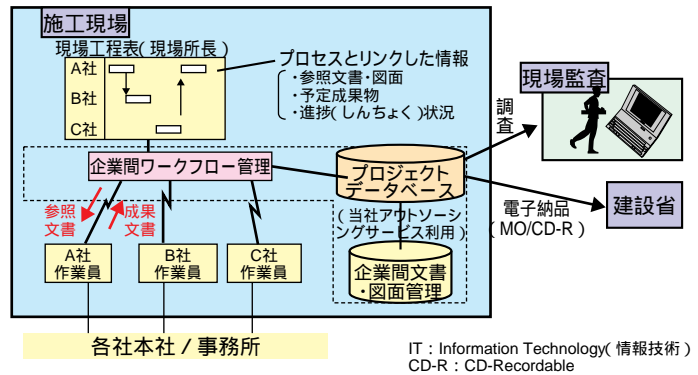 施工現場
現場工程表(現場所長)
A社
B社
C社
プロセスとリンクした情報
・参照文書・図面
・予定成果物
・進捗(しんちょく)状況
現場監査
調査
企業間ワークフロー管理
プロジェクト
データベース
参照
文書
成果
文書
(当社アウトソーシ
ングサービス利用)
電子納品
(MO/CD-R)
建設省
A社
作業員
B社
作業員
C社
作業員
企業間文書
・図面管理
各社本社/事務所
IT:Information Technology(情報技術)
CD-R:CD-Recordable